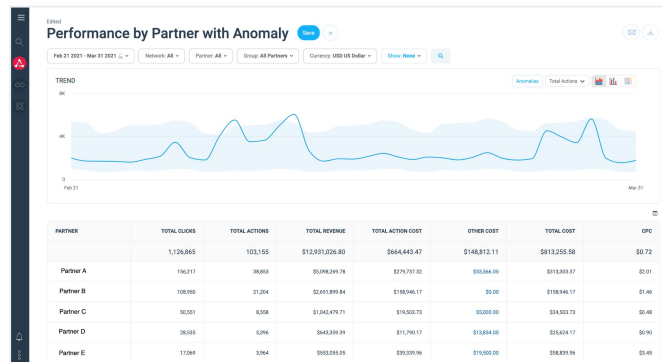 Edited
Performance by Partner with Anomaly Save ×
Feb 21 2021 - Mar 31 2021 Network: All Partner: All Group: All Partners Currency: USD US Dollar Show: None
TREND Anomalies Total Actions
8K
4K
0
Feb 21 Mar 31
PARTNER TOTAL CLICKS TOTAL ACTIONS TOTAL REVENUE TOTAL ACTION COST OTHER COST TOTAL COST CPC
1,126,865 103,155 $12,931,026.80 $664,443.47 $148,812.11 $813,255.58 $0.72
Partner A 156,217 38,853 $5,098,269.78 $279,737.32 $33,566.05 $313,303.37 $2.01
Partner B 108,950 21,204 $2,651,899.84 $158,946.17 $0.00 $158,946.17 $1.46
Partner C 50,551 8,558 $1,042,479.71 $19,503.73 $5,000.00 $24,503.73 $0.48
Partner D 28,535 5,396 $643,359.39 $11,790.17 $13,834.00 $25,624.17 $0.90
Partner E 17,069 3,964 $553,055.05 $39,339.96 $19,500.00 $58,839.96 $3.45